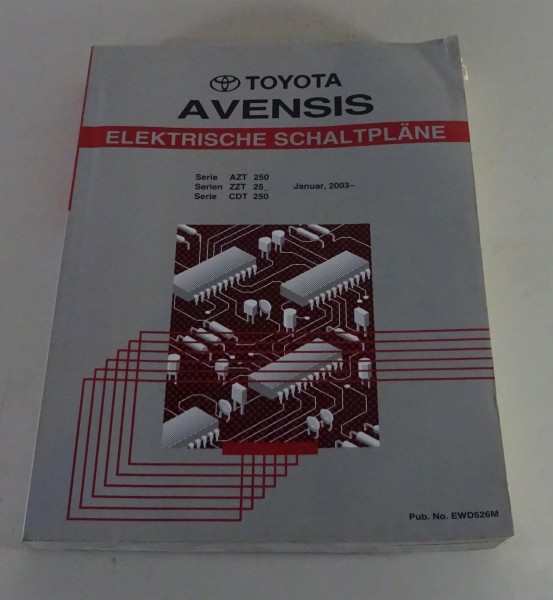 TOYOTA
AVENSIS
ELEKTRISCHE SCHALTPLÄNE
Serie AZT 250
Serien ZZT 25_ Januar, 2003–
Serie CDT 250
Pub. No. EWD526M